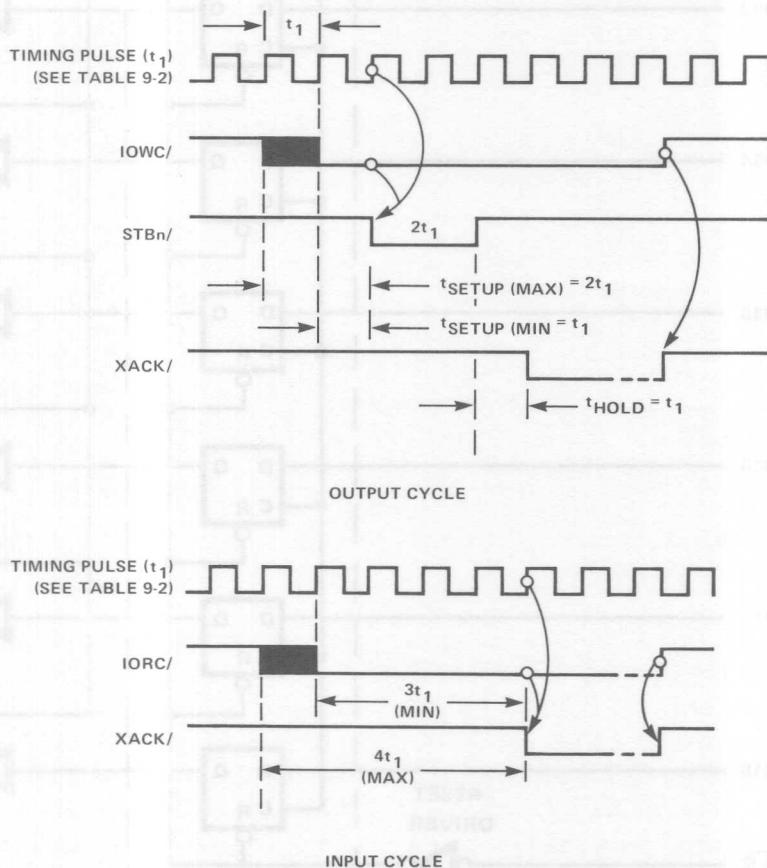 t1
TIMING PULSE (t1)
(SEE TABLE 9-2)
IOWC/
STBn/
2t1
tSETUP (MAX) = 2t1
tSETUP (MIN = t1
XACK/
tHOLD = t1
OUTPUT CYCLE
TIMING PULSE (t1)
(SEE TABLE 9-2)
IORC/
3t1
(MIN)
XACK/
4t1
(MAX)
INPUT CYCLE